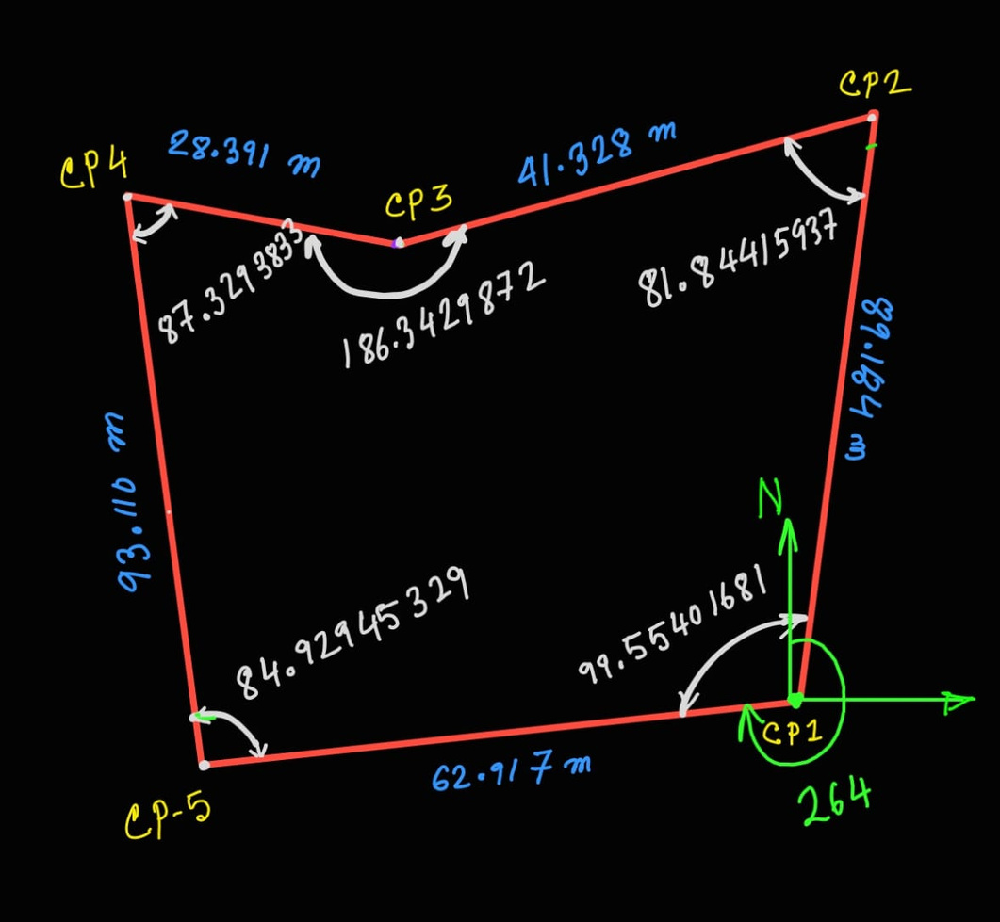 CP2
28.391 m
41.328 m
CP4
CP3
87.3293833
186.3429872
81.84415937
89.184 m
93.110 m
N
84.92945329
99.55401681
CP1
62.917 m
264
CP-5